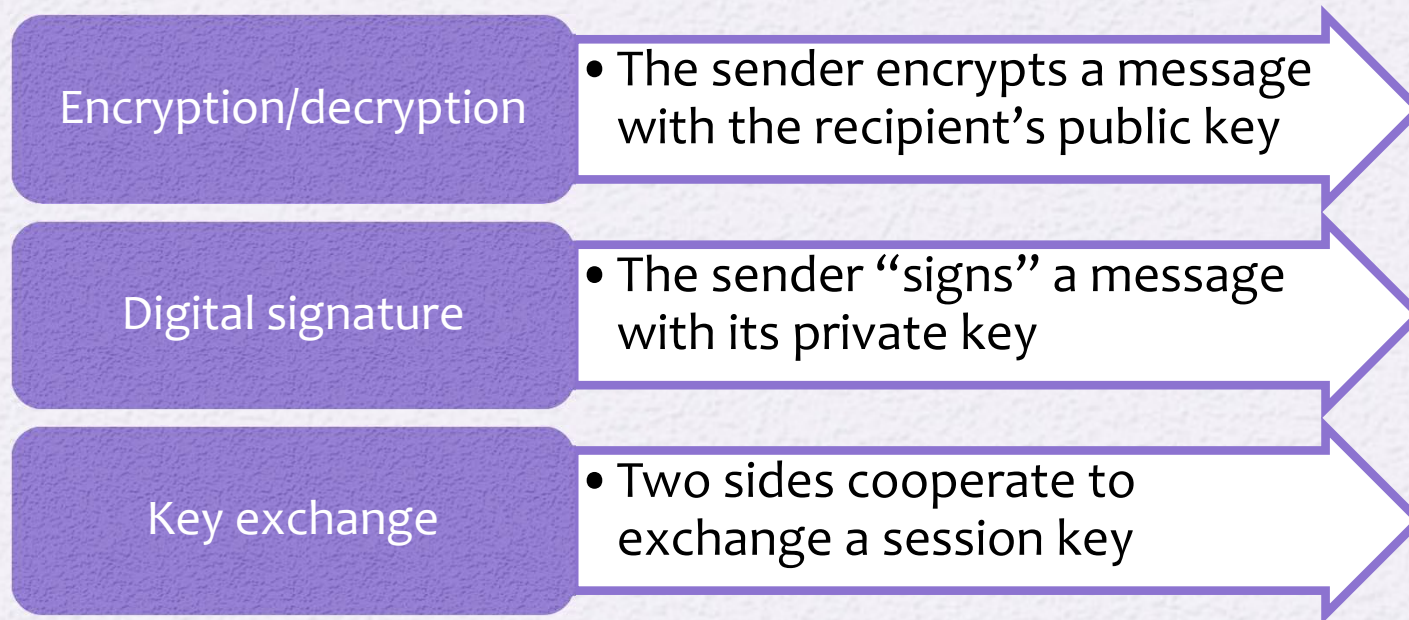 Encryption/decryption
• The sender encrypts a message
with the recipient’s public key
Digital signature
• The sender “signs” a message
with its private key
Key exchange
• Two sides cooperate to
exchange a session key